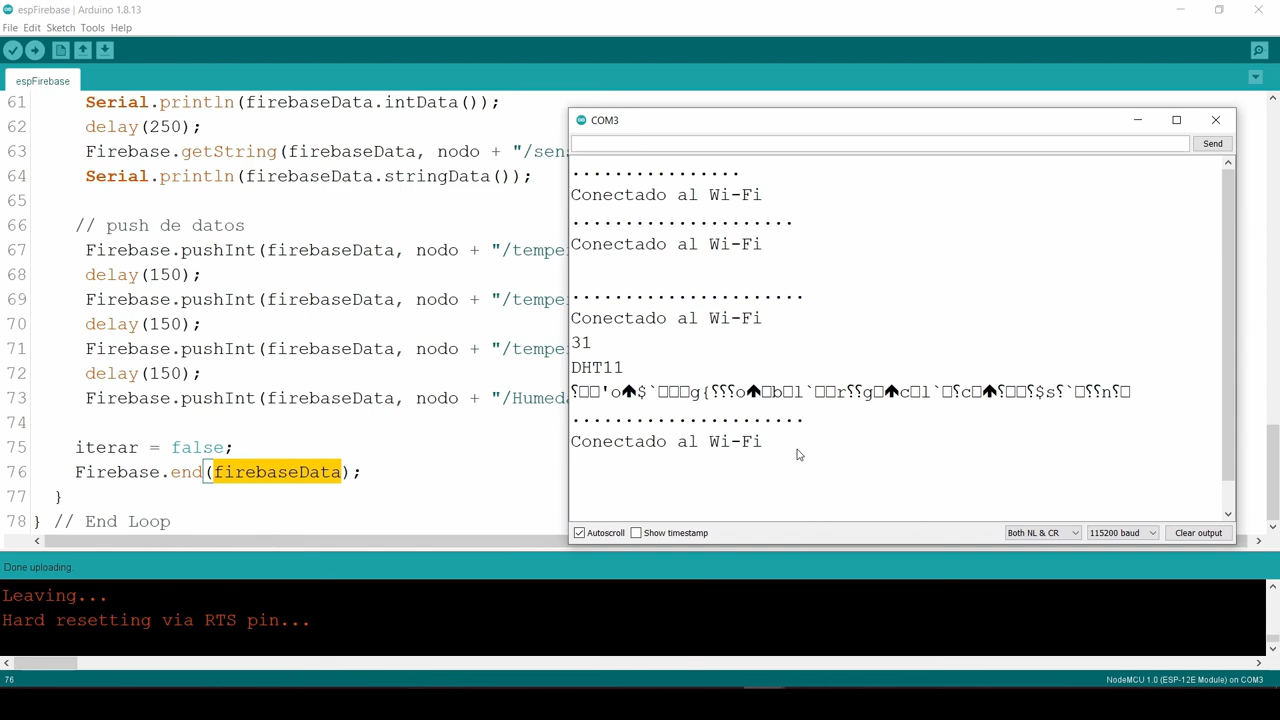 espFirebase | Arduino 1.8.13
File Edit Sketch Tools Help
espFirebase
61 Serial.println(firebaseData.intData());
62 delay(250);
63 Firebase.getString(firebaseData, nodo + "/sens
64 Serial.println(firebaseData.stringData());
65
66 // push de datos
67 Firebase.pushInt(firebaseData, nodo + "/tempe
68 delay(150);
69 Firebase.pushInt(firebaseData, nodo + "/tempe
70 delay(150);
71 Firebase.pushInt(firebaseData, nodo + "/tempe
72 delay(150);
73 Firebase.pushInt(firebaseData, nodo + "/Humed
74
75 iterar = false;
76 Firebase.end(firebaseData);
77 }
78 } // End Loop
COM3
Send
................
Conectado al Wi-Fi
.....................
Conectado al Wi-Fi
......................
Conectado al Wi-Fi
31
DHT11
......................
Conectado al Wi-Fi
Autoscroll Show timestamp Both NL & CR 115200 baud Clear output
Done uploading.
Leaving...
Hard resetting via RTS pin...
76 NodeMCU 1.0 (ESP-12E Module) on COM3